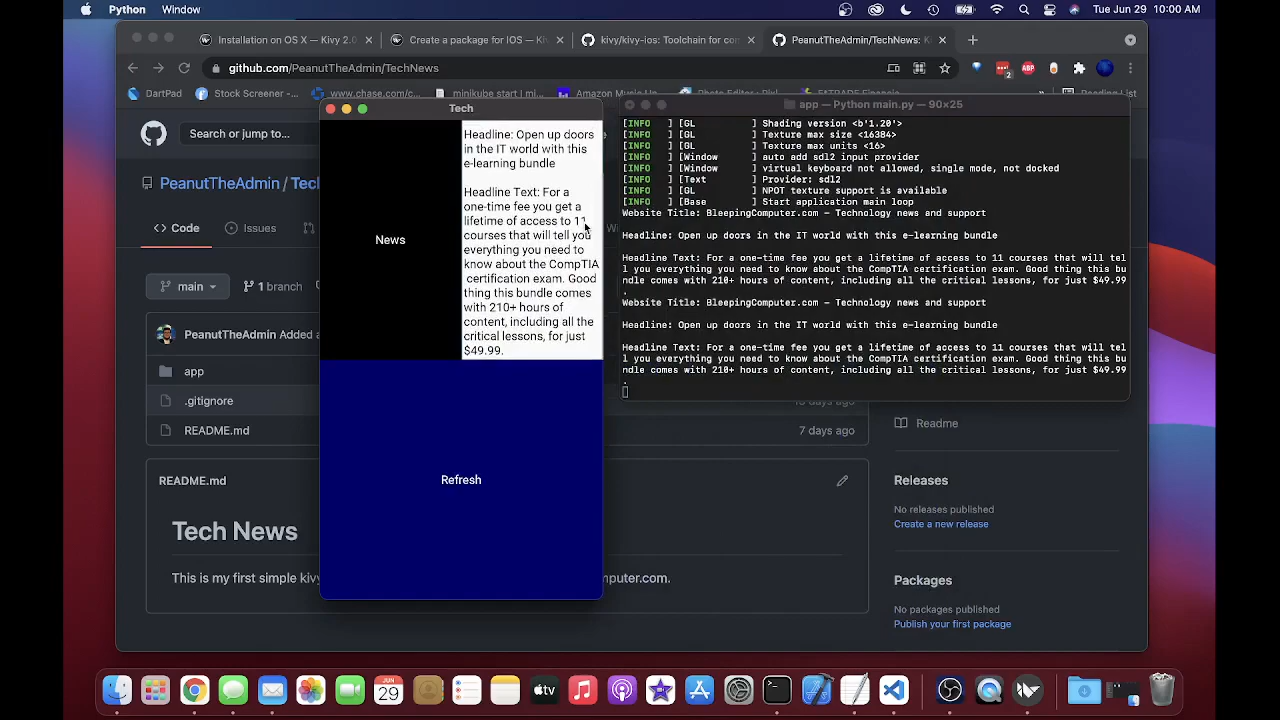 Python Window Tue Jun 29 10:00 AM
Installation on OS X — Kivy 2.0 Create a package for IOS — Ki kivy/kivy-ios: Toolchain for co PeanutTheAdmin/TechNews: K
github.com/PeanutTheAdmin/TechNews 2 ABP
DartPad Stock Screener -... www.chase.com/c... minikube start | mi... Amazon Music Un
Tech
app — Python main.py — 90×25
Search or jump to...
PeanutTheAdmin / Tecl
Code Issues
main 1 branch
PeanutTheAdmin Added a
app
.gitignore
README.md 7 days ago
README.md
Tech News
This is my first simple kivy mputer.com.
News
Headline: Open up doors
in the IT world with this
e-learning bundle
Headline Text: For a
one-time fee you get a
lifetime of access to 11
courses that will tell you
everything you need to
know about the CompTIA
certification exam. Good
thing this bundle comes
with 210+ hours of
content, including all the
critical lessons, for just
$49.99.
Refresh
[INFO ] [GL ] Shading version <b'1.20'>
[INFO ] [GL ] Texture max size <16384>
[INFO ] [GL ] Texture max units <16>
[INFO ] [Window ] auto add sdl2 input provider
[INFO ] [Window ] virtual keyboard not allowed, single mode, not docked
[INFO ] [Text ] Provider: sdl2
[INFO ] [GL ] NPOT texture support is available
[INFO ] [Base ] Start application main loop
Website Title: BleepingComputer.com – Technology news and support
Headline: Open up doors in the IT world with this e-learning bundle
Headline Text: For a one-time fee you get a lifetime of access to 11 courses that will tel
l you everything you need to know about the CompTIA certification exam. Good thing this bu
ndle comes with 210+ hours of content, including all the critical lessons, for just $49.99
.
Website Title: BleepingComputer.com – Technology news and support
Headline: Open up doors in the IT world with this e-learning bundle
Headline Text: For a one-time fee you get a lifetime of access to 11 courses that will tel
l you everything you need to know about the CompTIA certification exam. Good thing this bu
ndle comes with 210+ hours of content, including all the critical lessons, for just $49.99
.
Readme
Releases
No releases published
Create a new release
Packages
No packages published
Publish your first package
JUN
29
tv